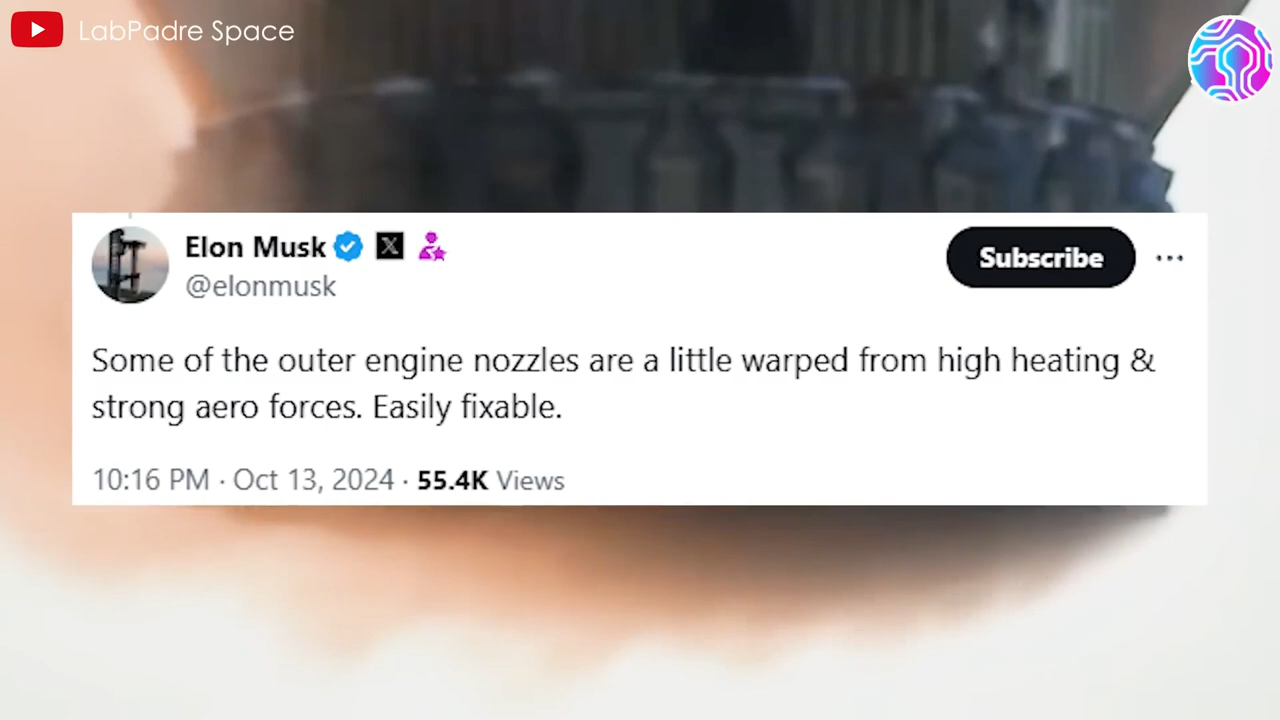 LabPadre Space
Elon Musk
Subscribe
@elonmusk
Some of the outer engine nozzles are a little warped from high heating &
strong aero forces. Easily fixable.
10:16 PM · Oct 13, 2024 · 55.4K Views